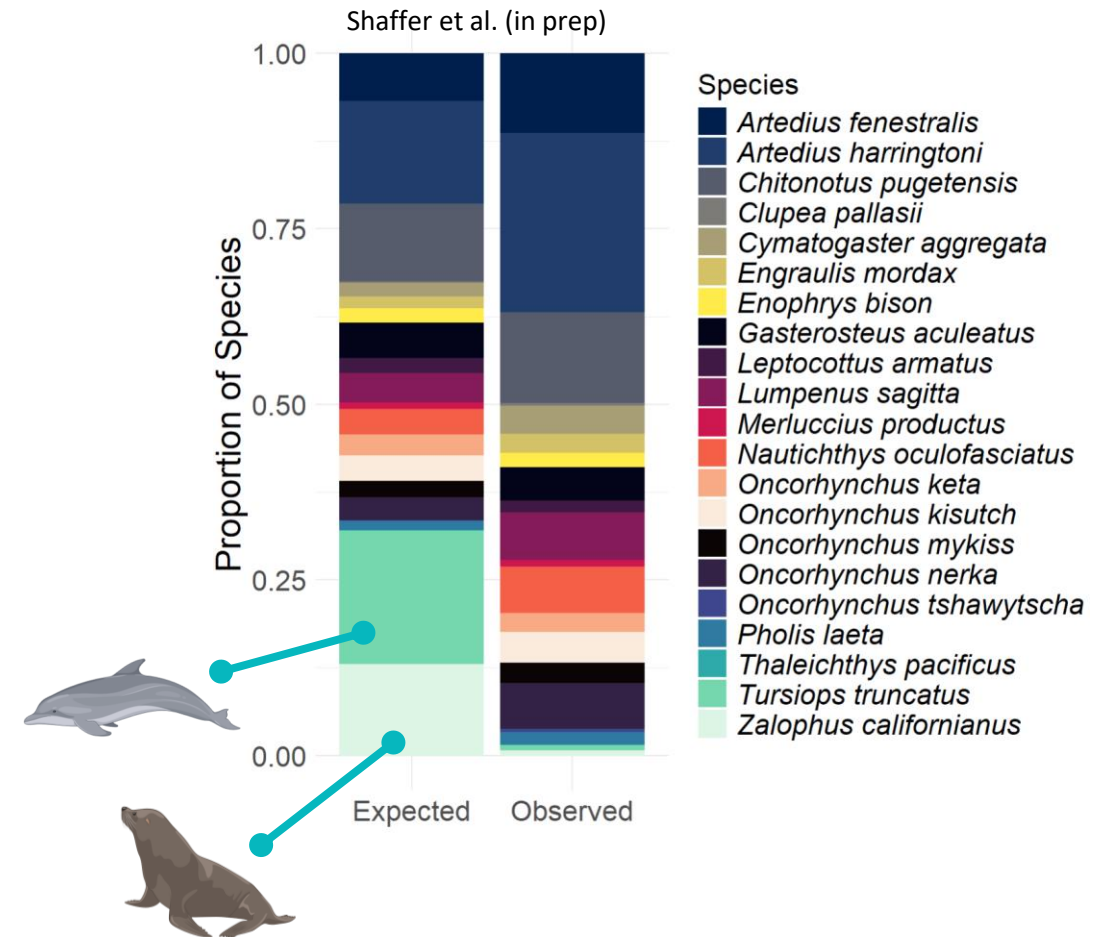 Shaffer et al. (in prep)
Proportion of Species
1.00
0.75
0.50
0.25
0.00
Expected
Observed
Species
Artedius fenestralis
Artedius harringtoni
Chitonotus pugetensis
Clupea pallasii
Cymatogaster aggregata
Engraulis mordax
Enophrys bison
Gasterosteus aculeatus
Leptocottus armatus
Lumpenus sagitta
Merluccius productus
Nautichthys oculofasciatus
Oncorhynchus keta
Oncorhynchus kisutch
Oncorhynchus mykiss
Oncorhynchus nerka
Oncorhynchus tshawytscha
Pholis laeta
Thaleichthys pacificus
Tursiops truncatus
Zalophus californianus